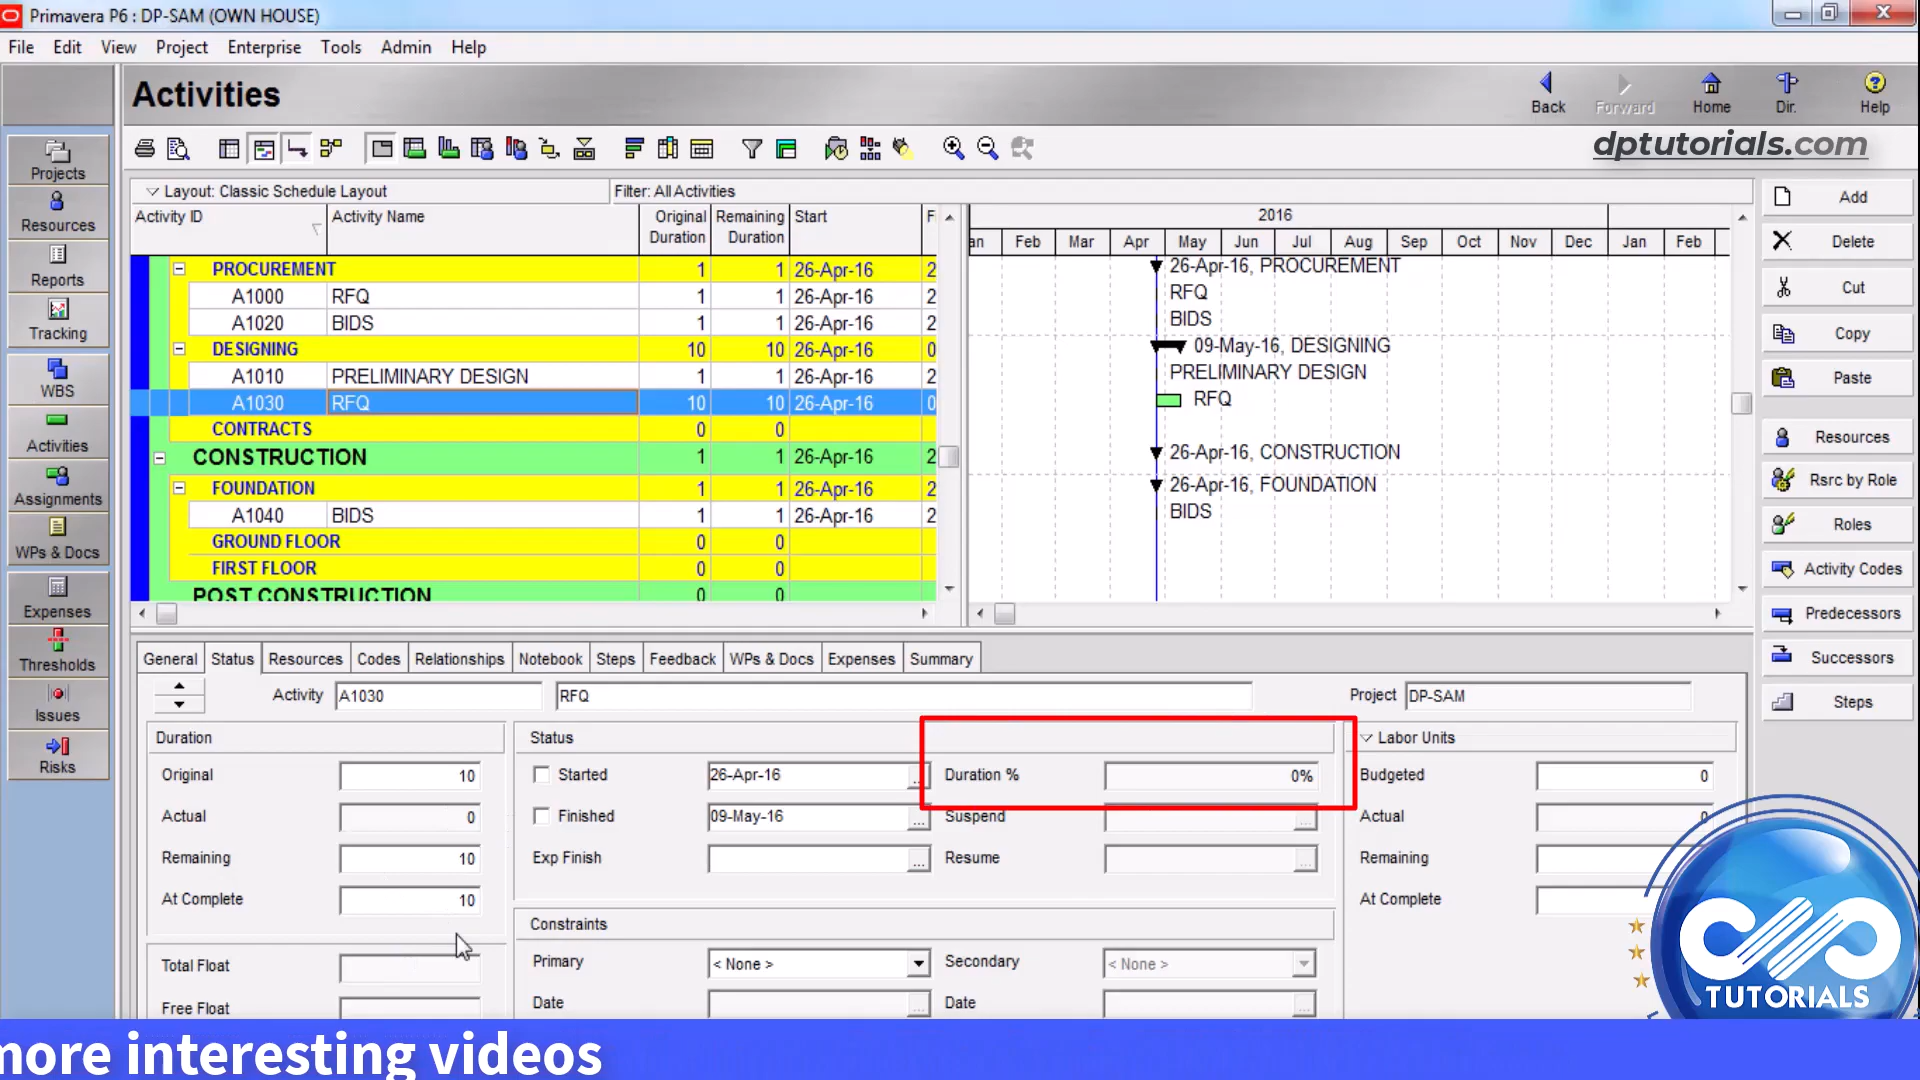 Primavera P6 : DP-SAM (OWN HOUSE)
File Edit View Project Enterprise Tools Admin Help
Activities
Back Forward Home Dir. Help
dptutorials.com
Projects
Resources
Reports
Tracking
WBS
Activities
Assignments
WPs & Docs
Expenses
Thresholds
Issues
Risks
Layout: Classic Schedule Layout Filter: All Activities
Activity ID Activity Name Original Duration Remaining Duration Start F
PROCUREMENT 1 1 26-Apr-16 2
A1000 RFQ 1 1 26-Apr-16 2
A1020 BIDS 1 1 26-Apr-16 2
DESIGNING 10 10 26-Apr-16 0
A1010 PRELIMINARY DESIGN 1 1 26-Apr-16 2
A1030 RFQ 10 10 26-Apr-16 0
CONTRACTS 0 0
CONSTRUCTION 1 1 26-Apr-16 2
FOUNDATION 1 1 26-Apr-16 2
A1040 BIDS 1 1 26-Apr-16 2
GROUND FLOOR 0 0
FIRST FLOOR 0 0
POST CONSTRUCTION 0 0
2016
an Feb Mar Apr May Jun Jul Aug Sep Oct Nov Dec Jan Feb
26-Apr-16, PROCUREMENT
RFQ
BIDS
09-May-16, DESIGNING
PRELIMINARY DESIGN
RFQ
26-Apr-16, CONSTRUCTION
26-Apr-16, FOUNDATION
BIDS
Add
Delete
Cut
Copy
Paste
Resources
Rsrc by Role
Roles
Activity Codes
Predecessors
Successors
Steps
General Status Resources Codes Relationships Notebook Steps Feedback WPs & Docs Expenses Summary
Activity A1030 RFQ Project DP-SAM
Duration
Original 10
Actual 0
Remaining 10
At Complete 10
Total Float
Free Float
Status
Started 26-Apr-16 ... Duration % 0%
Finished 09-May-16 ... Suspend ...
Exp Finish ... Resume ...
Constraints
Primary < None > Secondary < None >
Date ... Date ...
Labor Units
Budgeted 0
Actual 0
Remaining
At Complete
TUTORIALS
more interesting videos